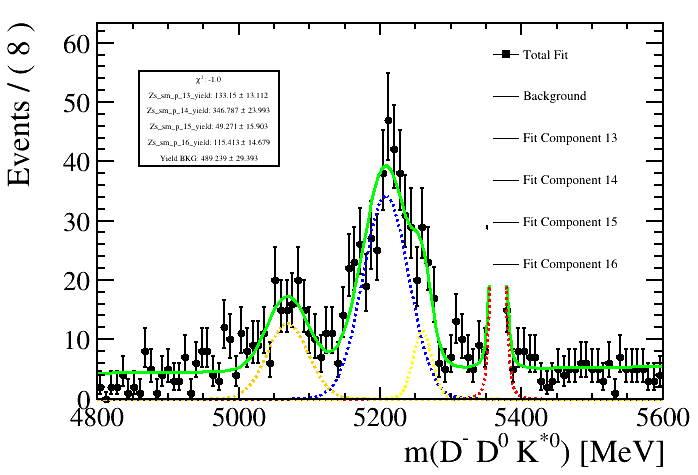 Events / ( 8 )
60
50
40
30
20
10
0
χ²: -1.0
Zs_sm_p_13_yield: 133.15 ± 13.112
Zs_sm_p_14_yield: 346.787 ± 23.993
Zs_sm_p_15_yield: 49.271 ± 15.903
Zs_sm_p_16_yield: 115.413 ± 14.679
Yield BKG: 489.239 ± 29.393
Total Fit
Background
Fit Component 13
Fit Component 14
Fit Component 15
Fit Component 16
4800 5000 5200 5400 5600
m(D⁻ D⁰ K*⁰) [MeV]